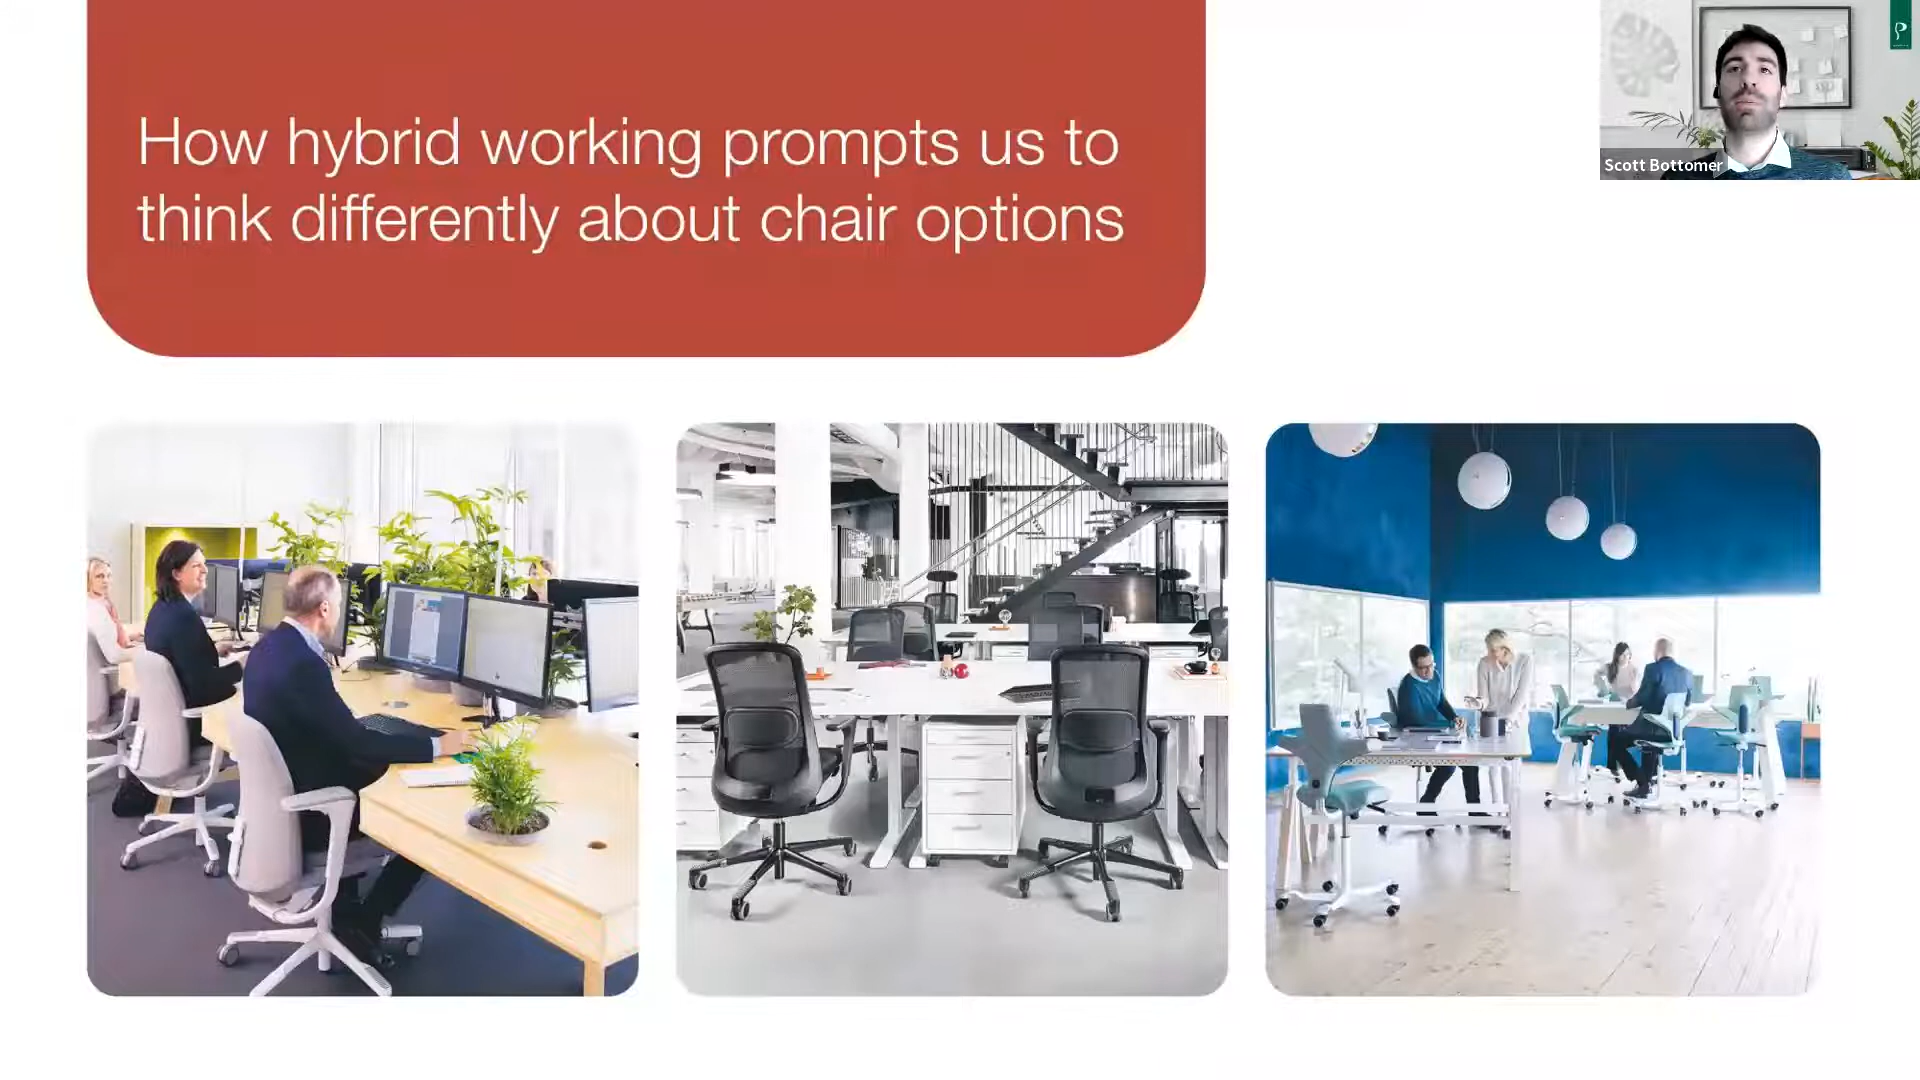 How hybrid working prompts us to
think differently about chair options
Scott Bottomer